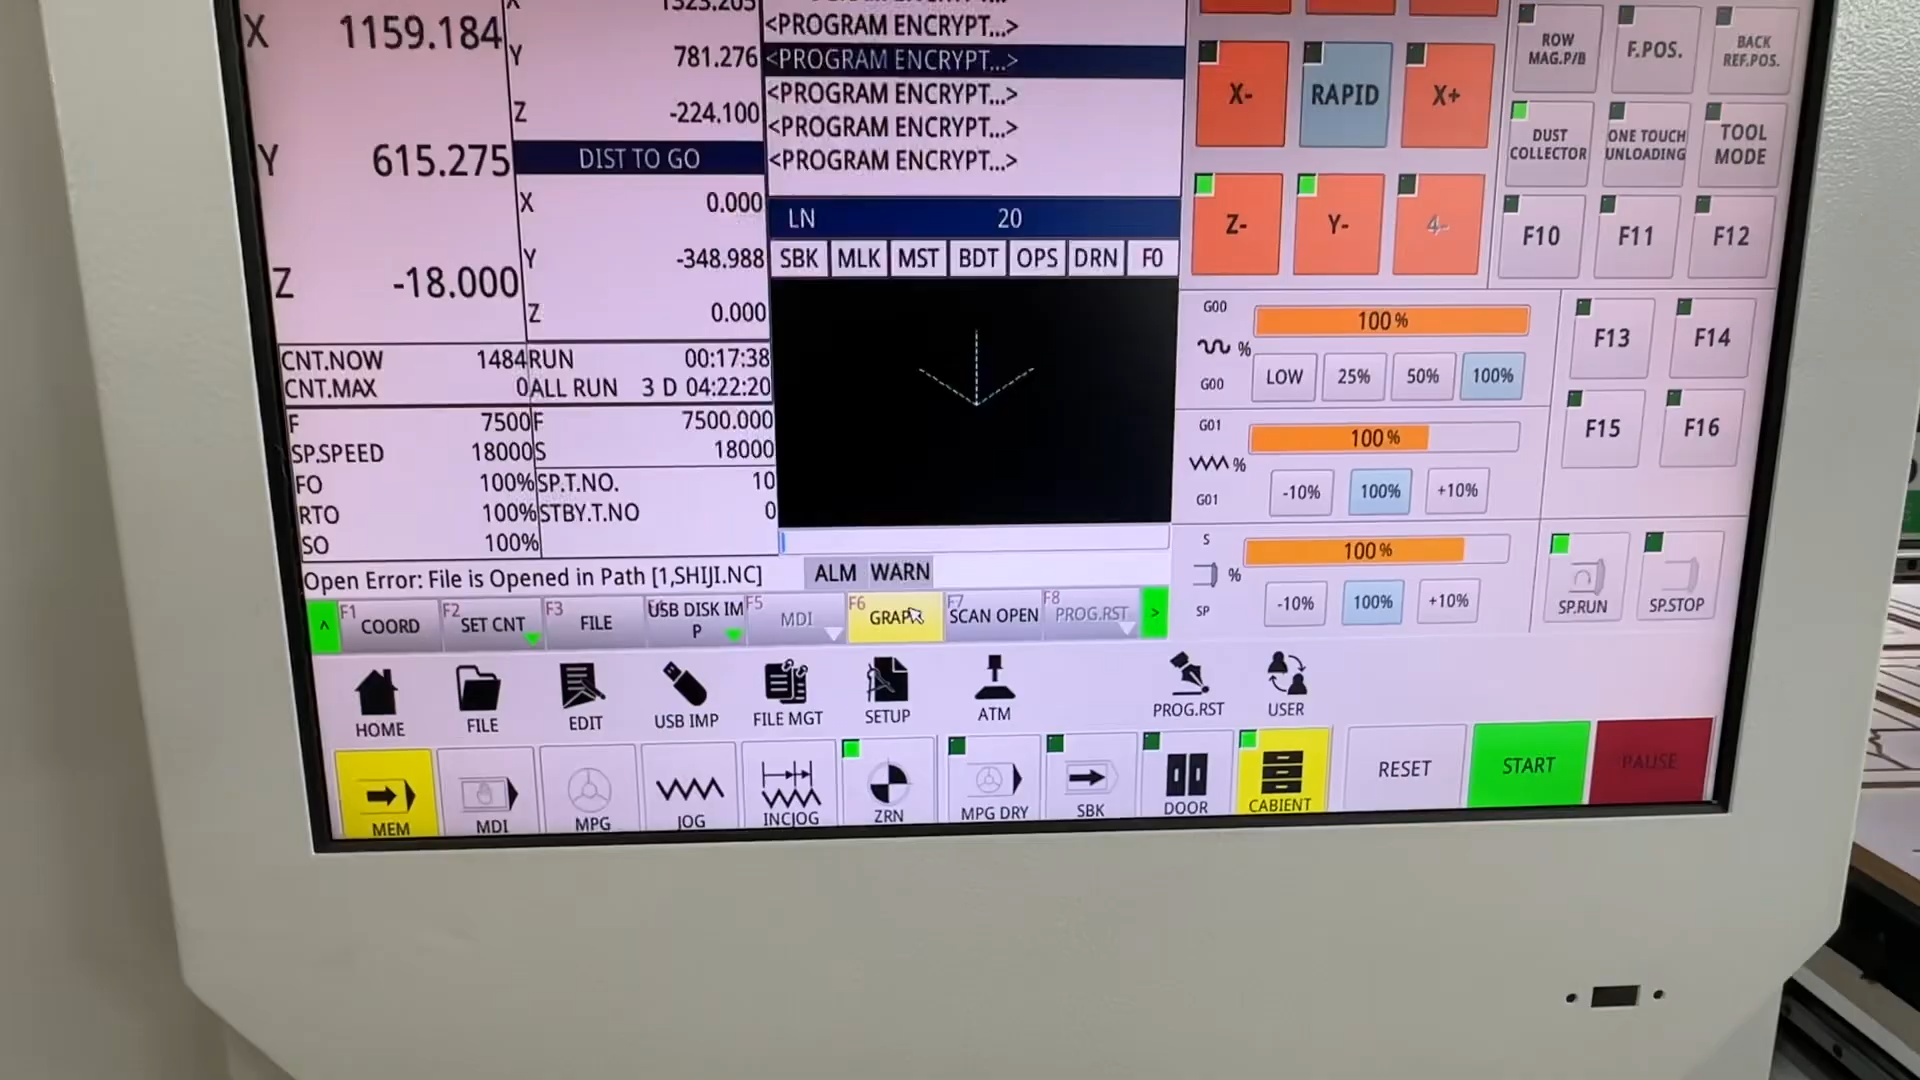 X 1159.184
Y 615.275
Z -18.000
X 1323.205
Y 781.276
Z -224.100
DIST TO GO
X 0.000
Y -348.988
Z 0.000
<PROGRAM ENCRYPT...>
<PROGRAM ENCRYPT...>
<PROGRAM ENCRYPT...>
<PROGRAM ENCRYPT...>
<PROGRAM ENCRYPT...>
LN 20
SBK MLK MST BDT OPS DRN F0
CNT.NOW 1484
CNT.MAX 0
RUN 00:17:38
ALL RUN 3 D 04:22:20
F 7500
SP.SPEED 18000
FO 100%
RTO 100%
SO 100%
F 7500.000
S 18000
SP.T.NO. 10
STBY.T.NO 0
Open Error: File is Opened in Path [1,SHIJI.NC]
ALM WARN
^
F1 COORD
F2 SET CNT
F3 FILE
USB DISK IM
P
F5 MDI
F6 GRAPH
F7 SCAN OPEN
F8 PROG.RST
>
HOME FILE EDIT USB IMP FILE MGT SETUP ATM PROG.RST USER
MEM MDI MPG JOG INCJOG ZRN MPG DRY SBK DOOR CABIENT RESET START PAUSE
X- RAPID X+
Z- Y- 4-
ROW
MAG.P/B
F.POS.
BACK
REF.POS.
DUST
COLLECTOR
ONE TOUCH
UNLOADING
TOOL
MODE
F10 F11 F12
F13 F14
F15 F16
G00
%
G00
100%
LOW 25% 50% 100%
G01
%
G01
100%
-10% 100% +10%
S
%
SP
100%
-10% 100% +10%
SP.RUN SP.STOP